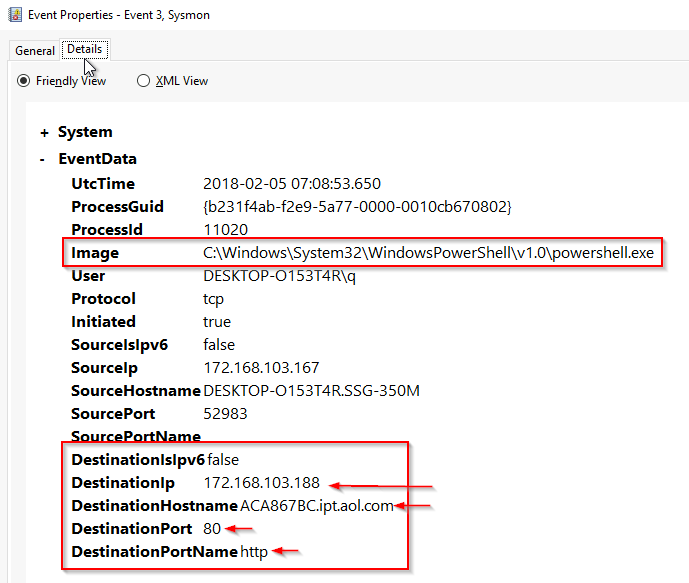 Event Properties - Event 3, Sysmon
General Details
Friendly View XML View
+ System
- EventData
UtcTime 2018-02-05 07:08:53.650
ProcessGuid {b231f4ab-f2e9-5a77-0000-0010cb670802}
ProcessId 11020
Image C:\Windows\System32\WindowsPowerShell\v1.0\powershell.exe
User DESKTOP-O153T4R\q
Protocol tcp
Initiated true
SourceIsIpv6 false
SourceIp 172.168.103.167
SourceHostname DESKTOP-O153T4R.SSG-350M
SourcePort 52983
SourcePortName
DestinationIsIpv6 false
DestinationIp 172.168.103.188
DestinationHostname ACA867BC.ipt.aol.com
DestinationPort 80
DestinationPortName http